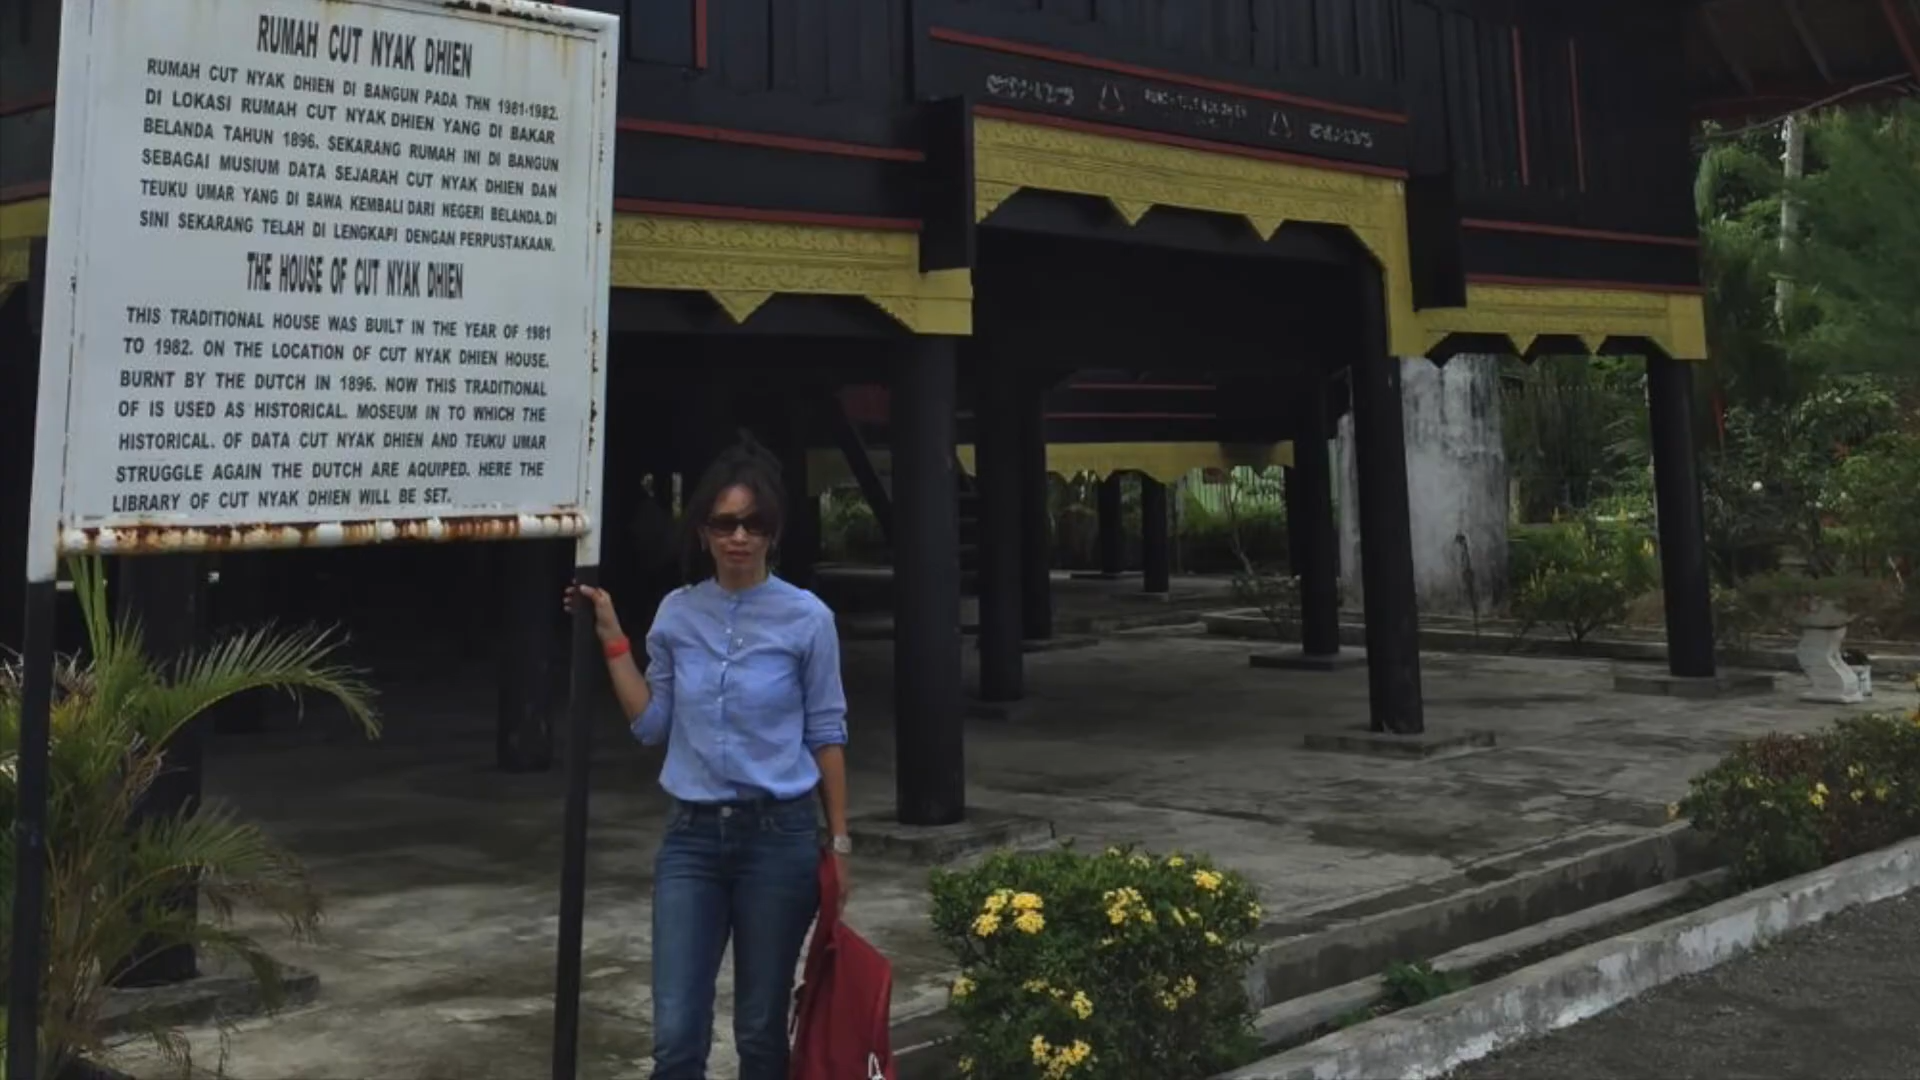 RUMAH CUT NYAK DHIEN
RUMAH CUT NYAK DHIEN DI BANGUN PADA THN 1981-1982.
DI LOKASI RUMAH CUT NYAK DHIEN YANG DI BAKAR
BELANDA TAHUN 1896. SEKARANG RUMAH INI DI BANGUN
SEBAGAI MUSIUM DATA SEJARAH CUT NYAK DHIEN DAN
TEUKU UMAR YANG DI BAWA KEMBALI DARI NEGERI BELANDA. DI
SINI SEKARANG TELAH DI LENGKAPI DENGAN PERPUSTAKAAN.
THE HOUSE OF CUT NYAK DHIEN
THIS TRADITIONAL HOUSE WAS BUILT IN THE YEAR OF 1981
TO 1982. ON THE LOCATION OF CUT NYAK DHIEN HOUSE.
BURNT BY THE DUTCH IN 1896. NOW THIS TRADITIONAL
OF IS USED AS HISTORICAL. MOSEUM IN TO WHICH THE
HISTORICAL. OF DATA CUT NYAK DHIEN AND TEUKU UMAR
STRUGGLE AGAIN THE DUTCH ARE AQUIPED. HERE THE
LIBRARY OF CUT NYAK DHIEN WILL BE SET.